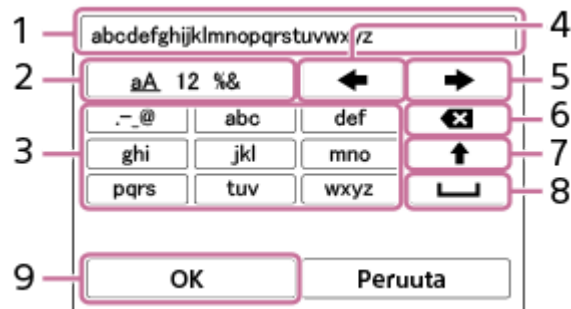 1 abcdefghijklmnopqrstuvwxyz 4
2 aA 12 %& 5
.-_@ abc def 6
3 ghi jkl mno 7
pqrs tuv wxyz 8
9 OK Peruuta